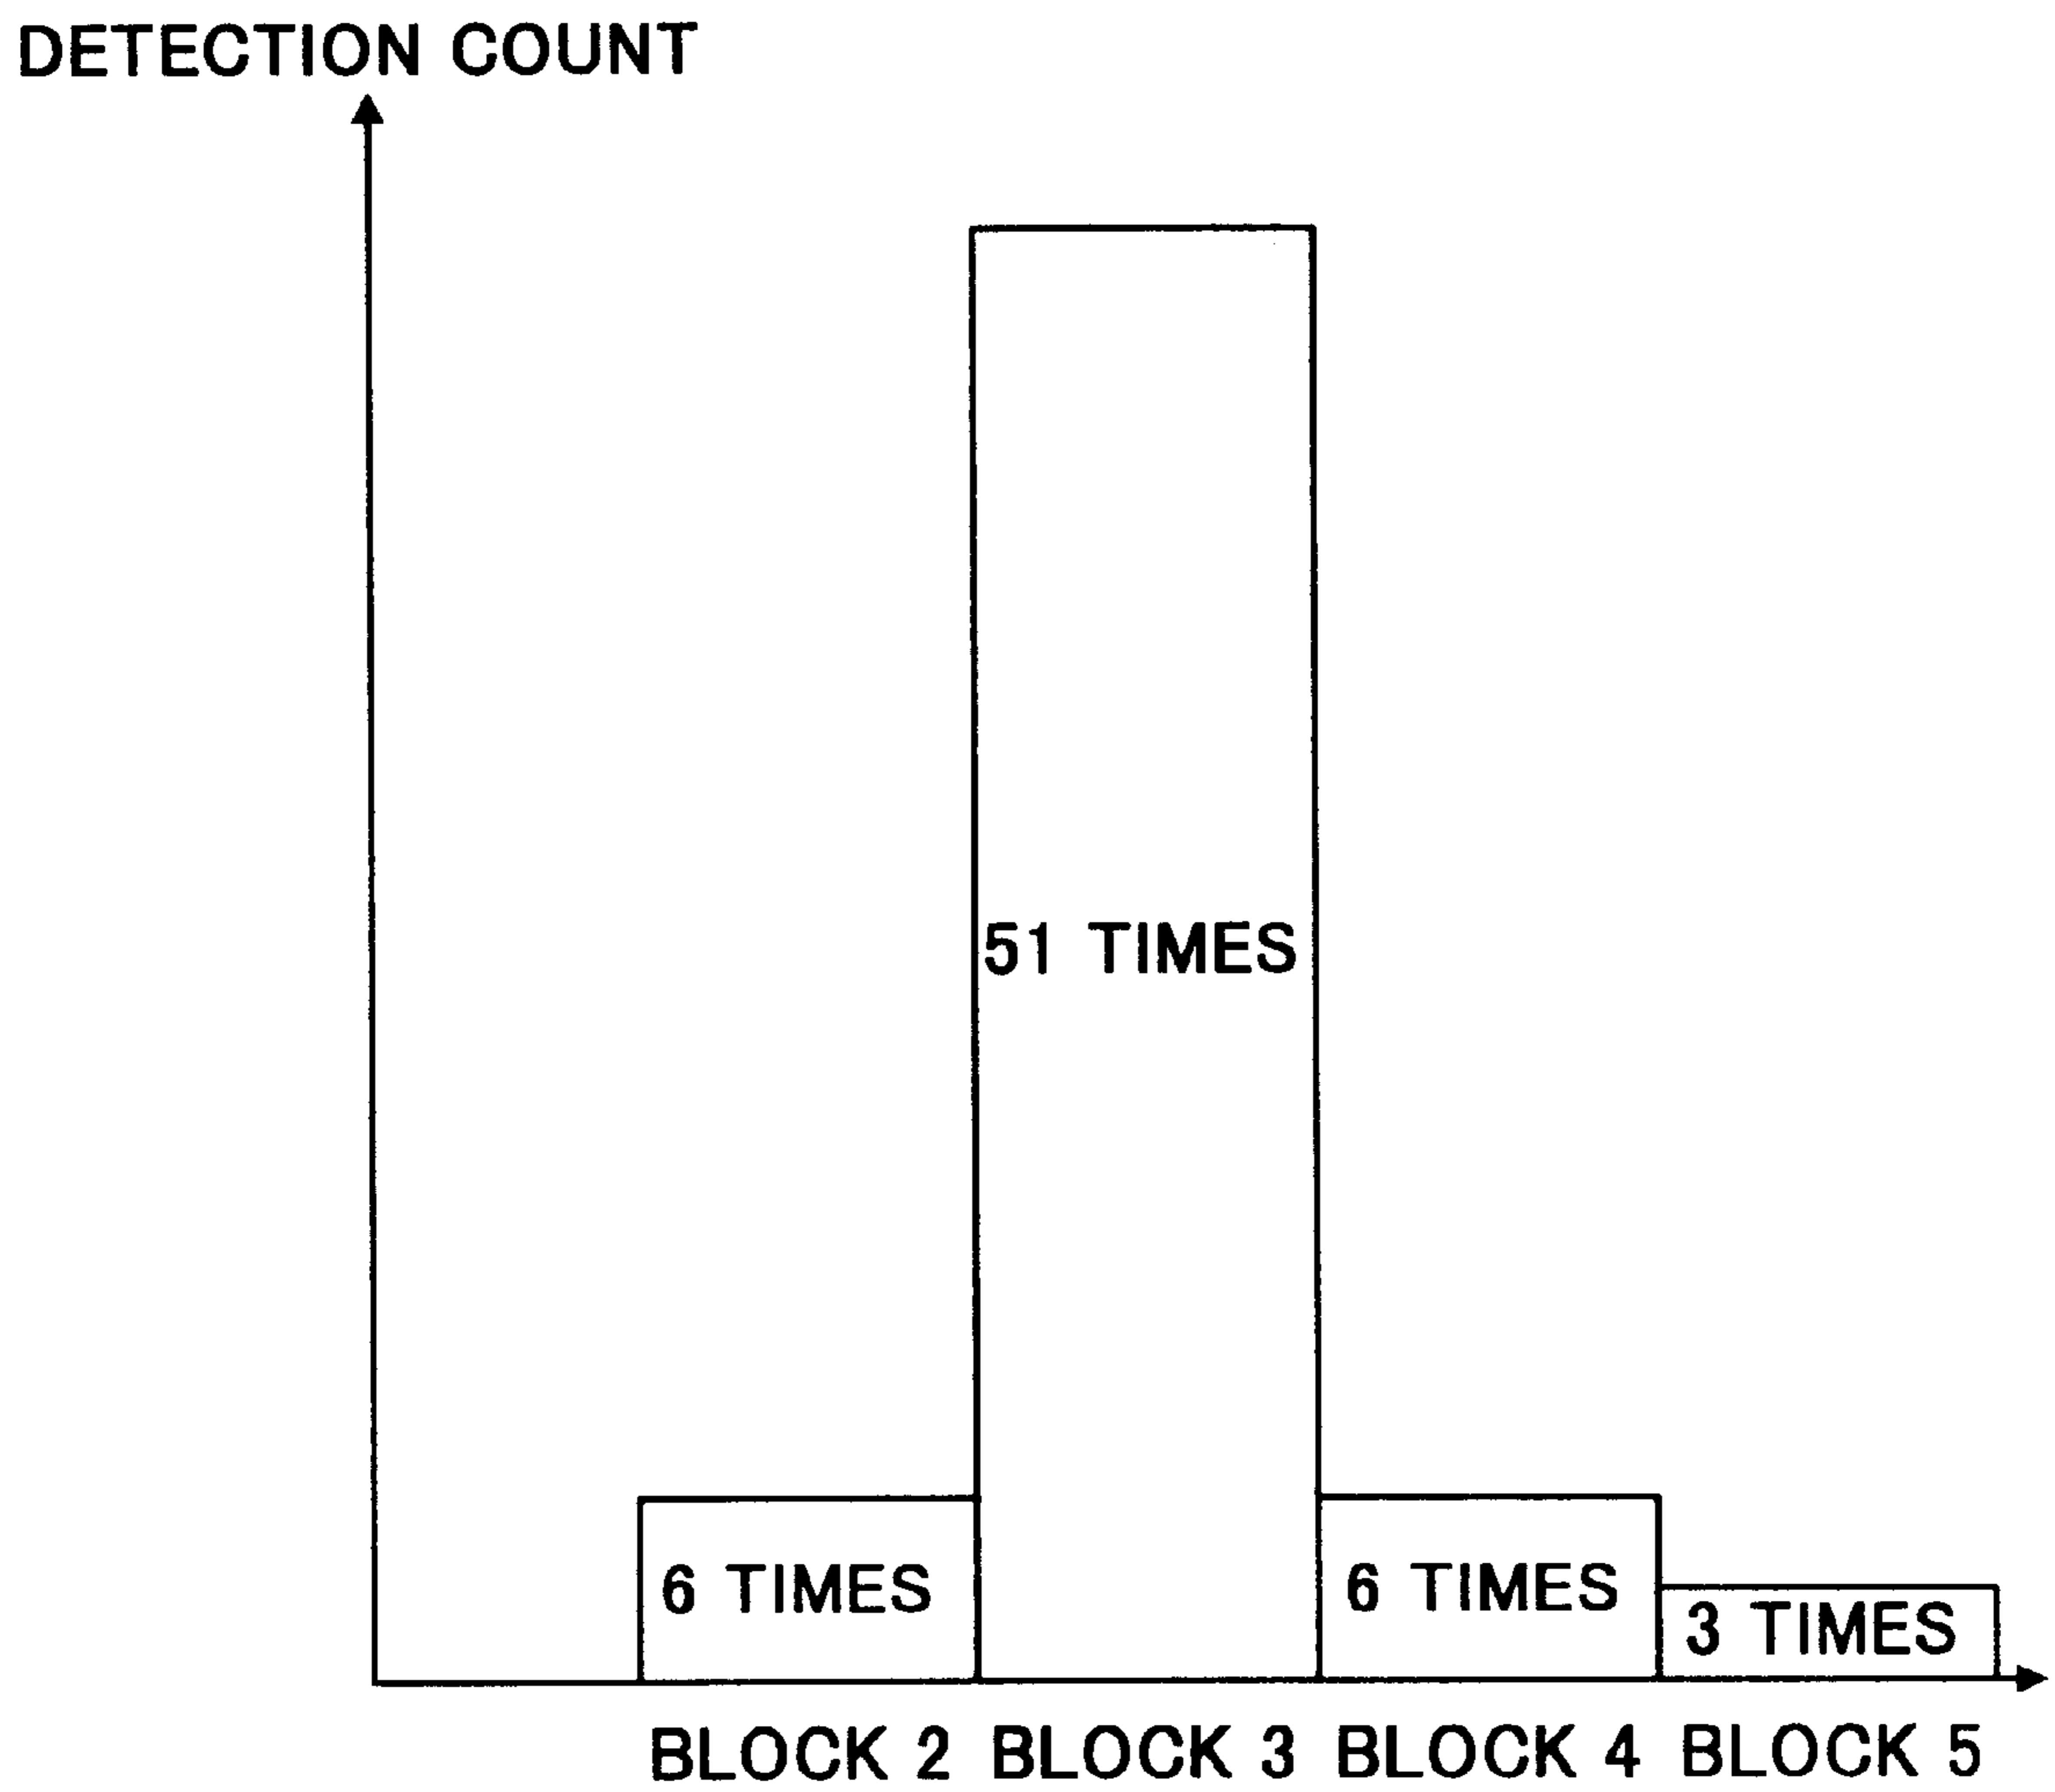 DETECTION COUNT
51 TIMES
6 TIMES
6 TIMES
3 TIMES
BLOCK 2 BLOCK 3 BLOCK 4 BLOCK 5